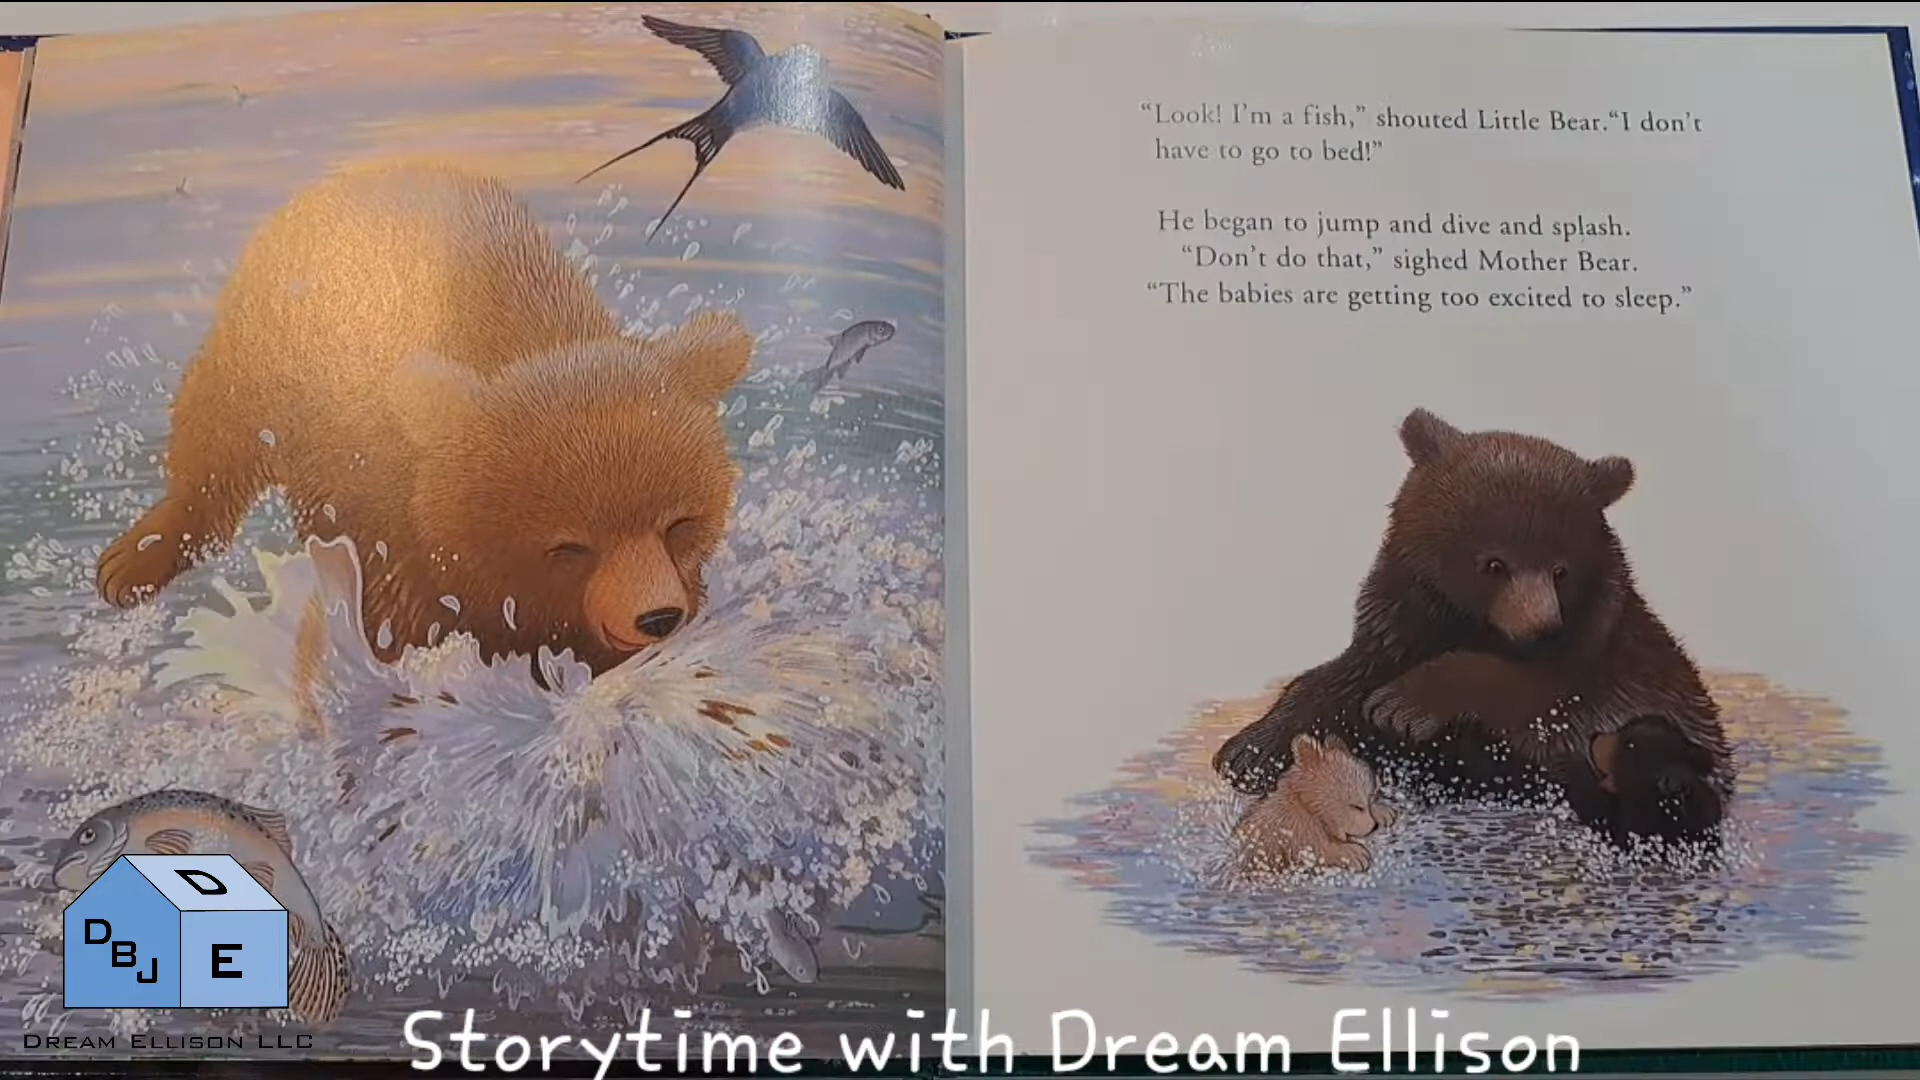 “Look! I’m a fish,” shouted Little Bear.“I don’t
have to go to bed!”
He began to jump and dive and splash.
“Don’t do that,” sighed Mother Bear.
“The babies are getting too excited to sleep.”
D
DBJ
E
DREAM ELLISON LLC
Storytime with Dream Ellison